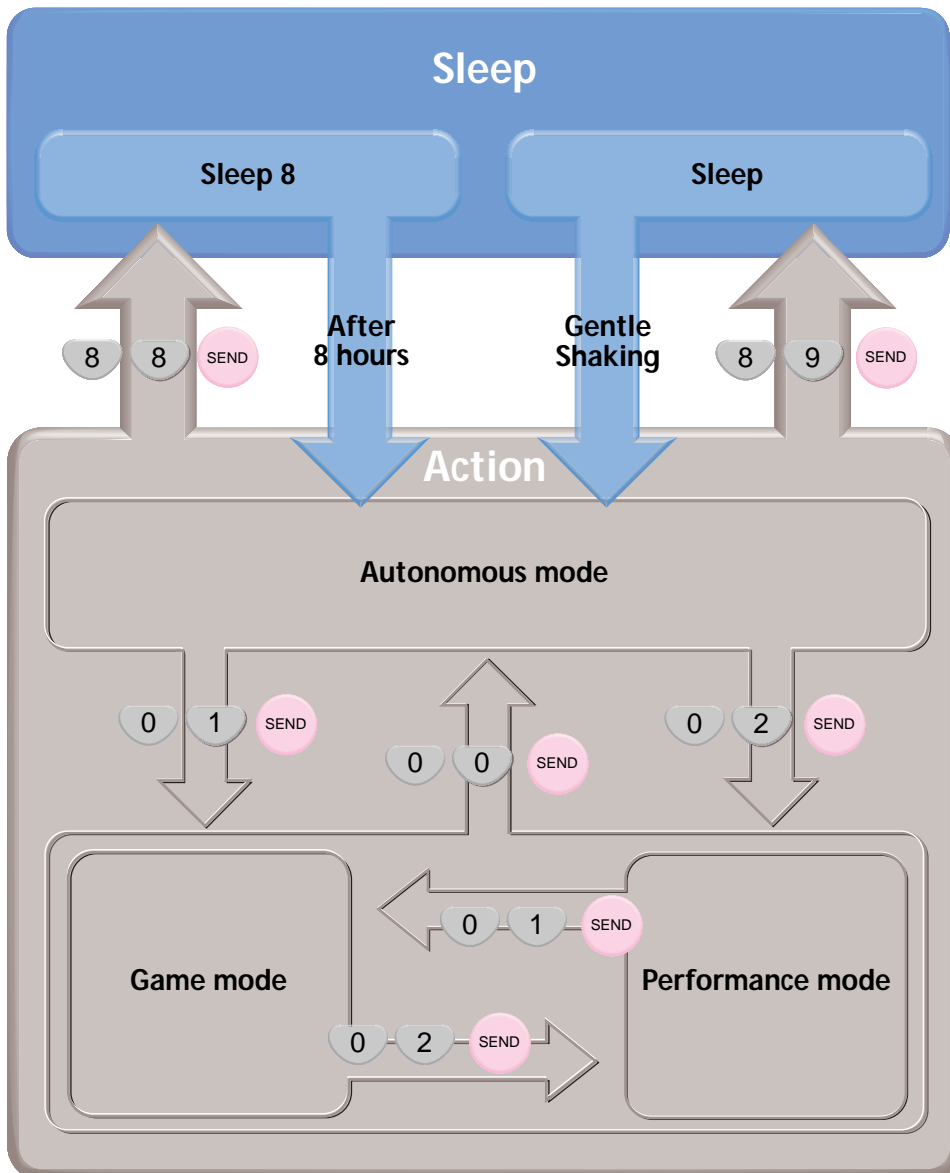 Sleep
Sleep 8
Sleep
After
8 hours
Gentle
Shaking
8 8 SEND
8 9 SEND
Action
Autonomous mode
0 1 SEND
0 2 SEND
0 0 SEND
0 1 SEND
Game mode
Performance mode
0 2 SEND